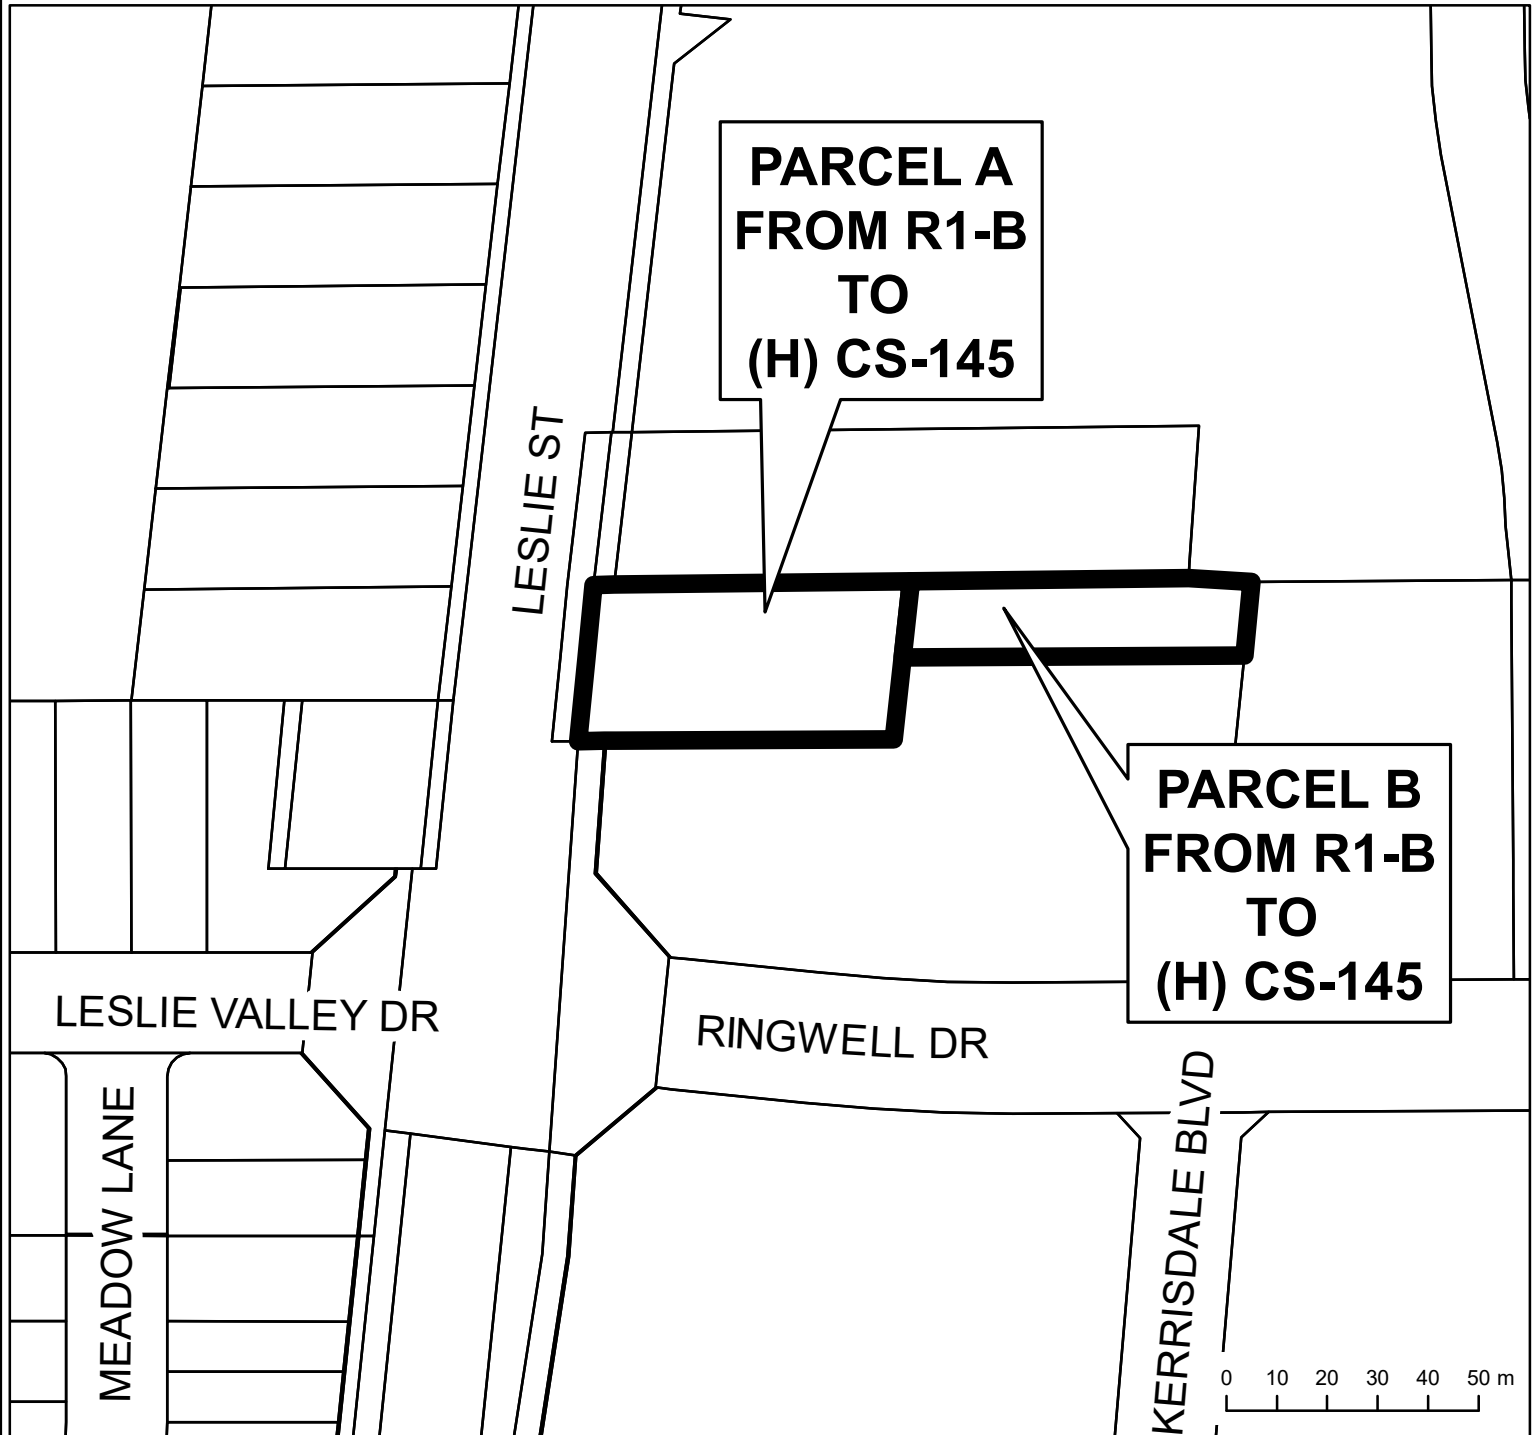 PARCEL A
FROM R1-B
TO
(H) CS-145
LESLIE ST
PARCEL B
FROM R1-B
TO
(H) CS-145
LESLIE VALLEY DR
RINGWELL DR
MEADOW LANE
KERRISDALE BLVD
0 10 20 30 40 50 m